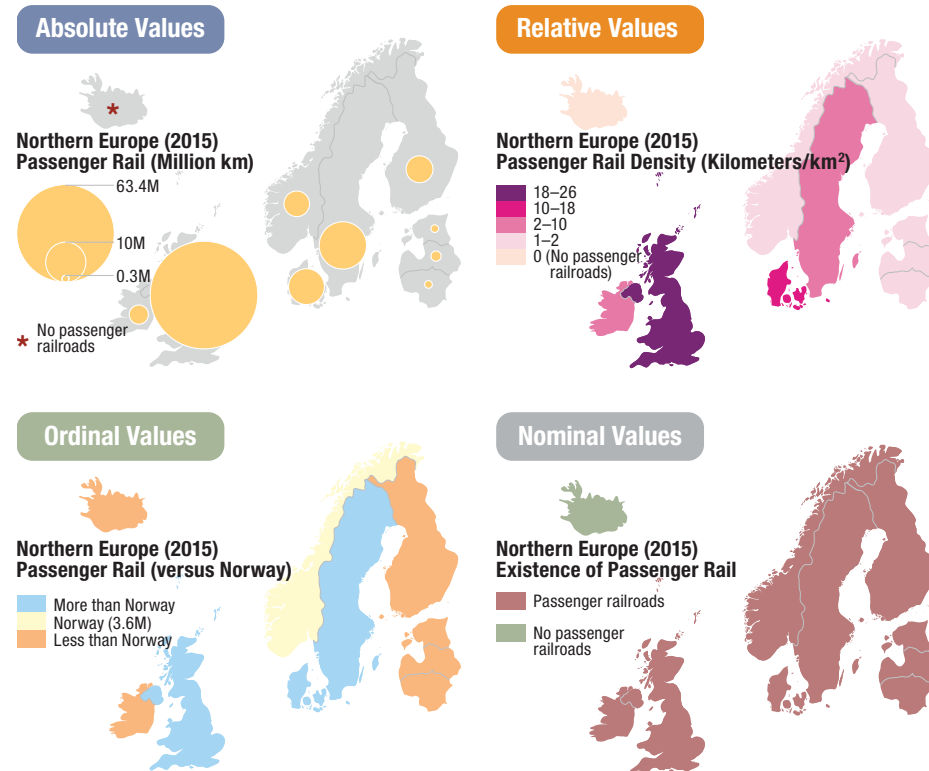 Absolute Values
*
Northern Europe (2015)
Passenger Rail (Million km)
63.4M
10M
0.3M
* No passenger
railroads
Relative Values
Northern Europe (2015)
Passenger Rail Density (Kilometers/km²)
18–26
10–18
2–10
1–2
0 (No passenger
railroads)
Ordinal Values
Northern Europe (2015)
Passenger Rail (versus Norway)
More than Norway
Norway (3.6M)
Less than Norway
Nominal Values
Northern Europe (2015)
Existence of Passenger Rail
Passenger railroads
No passenger
railroads